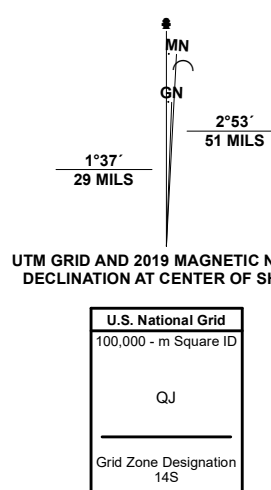 MN
GN
2°53´
51 MILS
1°37´
29 MILS
UTM GRID AND 2019 MAGNETIC N
DECLINATION AT CENTER OF SH
U.S. National Grid
100,000 - m Square ID
QJ
Grid Zone Designation
14S